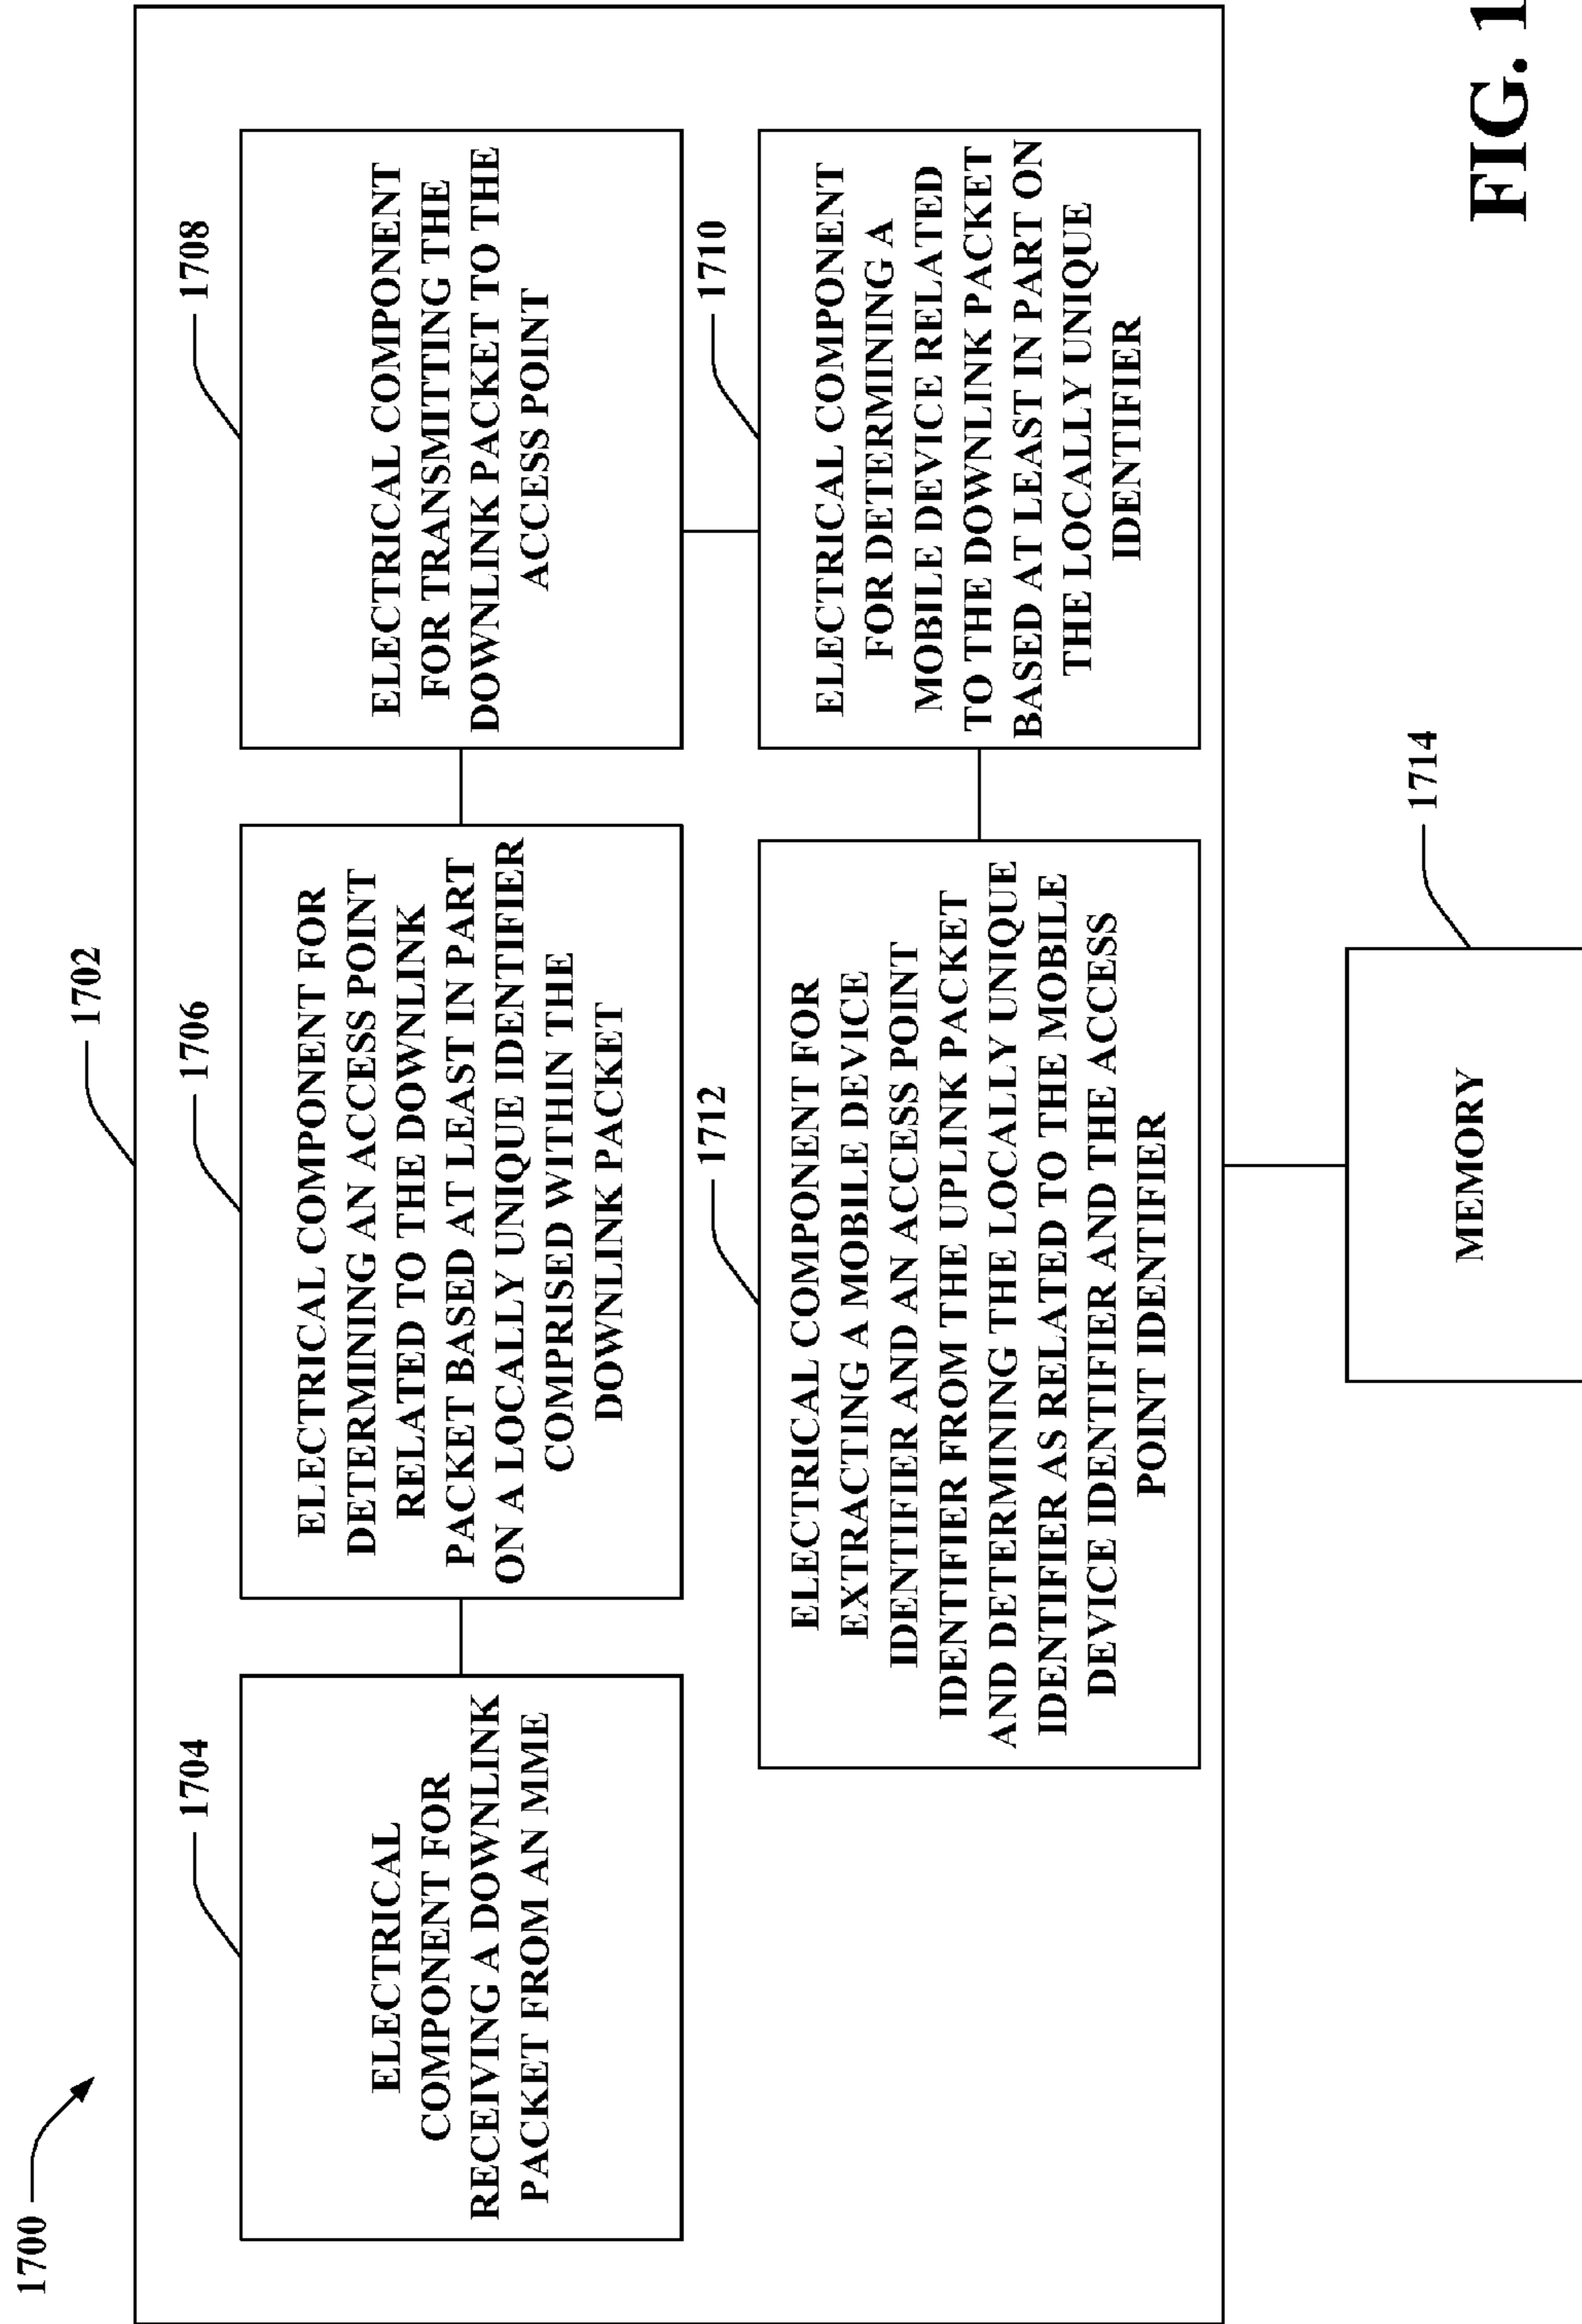 1700
1702
1704
ELECTRICAL
COMPONENT FOR
RECEIVING A DOWNLINK
PACKET FROM AN MME
1706
ELECTRICAL COMPONENT FOR
DETERMINING AN ACCESS POINT
RELATED TO THE DOWNLINK
PACKET BASED AT LEAST IN PART
ON A LOCALLY UNIQUE IDENTIFIER
COMPRISED WITHIN THE
DOWNLINK PACKET
1708
ELECTRICAL COMPONENT
FOR TRANSMITTING THE
DOWNLINK PACKET TO THE
ACCESS POINT
1712
ELECTRICAL COMPONENT FOR
EXTRACTING A MOBILE DEVICE
IDENTIFIER AND AN ACCESS POINT
IDENTIFIER FROM THE UPLINK PACKET
AND DETERMINING THE LOCALLY UNIQUE
IDENTIFIER AS RELATED TO THE MOBILE
DEVICE IDENTIFIER AND THE ACCESS
POINT IDENTIFIER
1710
ELECTRICAL COMPONENT
FOR DETERMINING A
MOBILE DEVICE RELATED
TO THE DOWNLINK PACKET
BASED AT LEAST IN PART ON
THE LOCALLY UNIQUE
IDENTIFIER
1714
MEMORY
FIG. 1